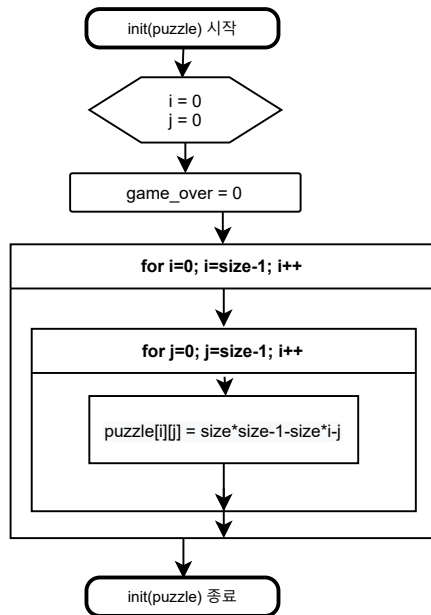 init(puzzle) 시작
i = 0
j = 0
game_over = 0
for i=0; i=size-1; i++
for j=0; j=size-1; i++
puzzle[i][j] = size*size-1-size*i-j
init(puzzle) 종료